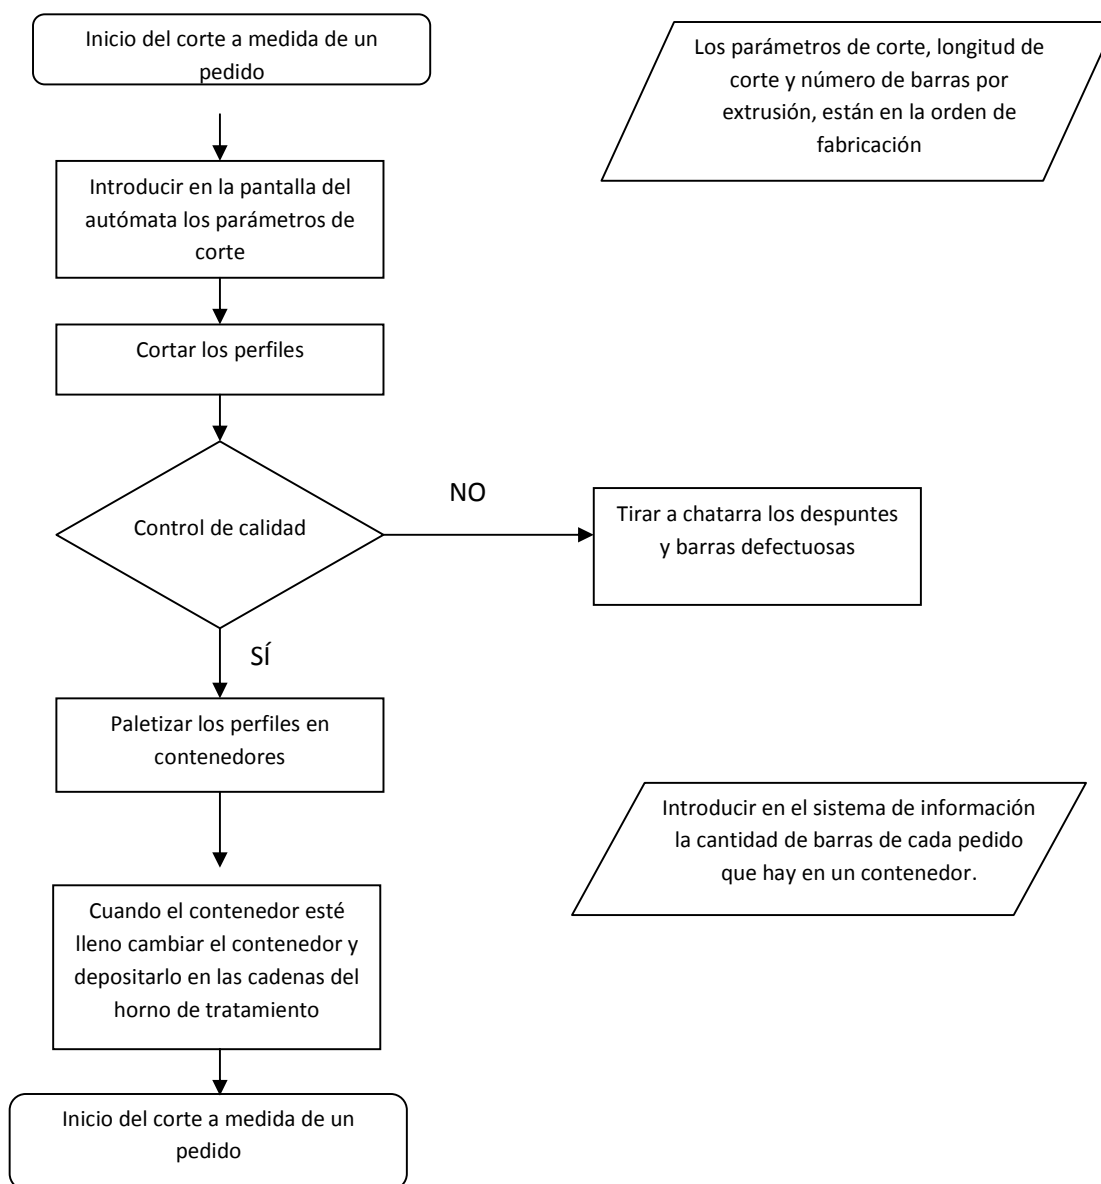 Inicio del corte a medida de un
pedido
Los parámetros de corte, longitud de
corte y número de barras por
extrusión, están en la orden de
fabricación
Introducir en la pantalla del
autómata los parámetros de
corte
Cortar los perfiles
Control de calidad
NO
Tirar a chatarra los despuntes
y barras defectuosas
SÍ
Paletizar los perfiles en
contenedores
Introducir en el sistema de información
la cantidad de barras de cada pedido
que hay en un contenedor.
Cuando el contenedor esté
lleno cambiar el contenedor y
depositarlo en las cadenas del
horno de tratamiento
Inicio del corte a medida de un
pedido